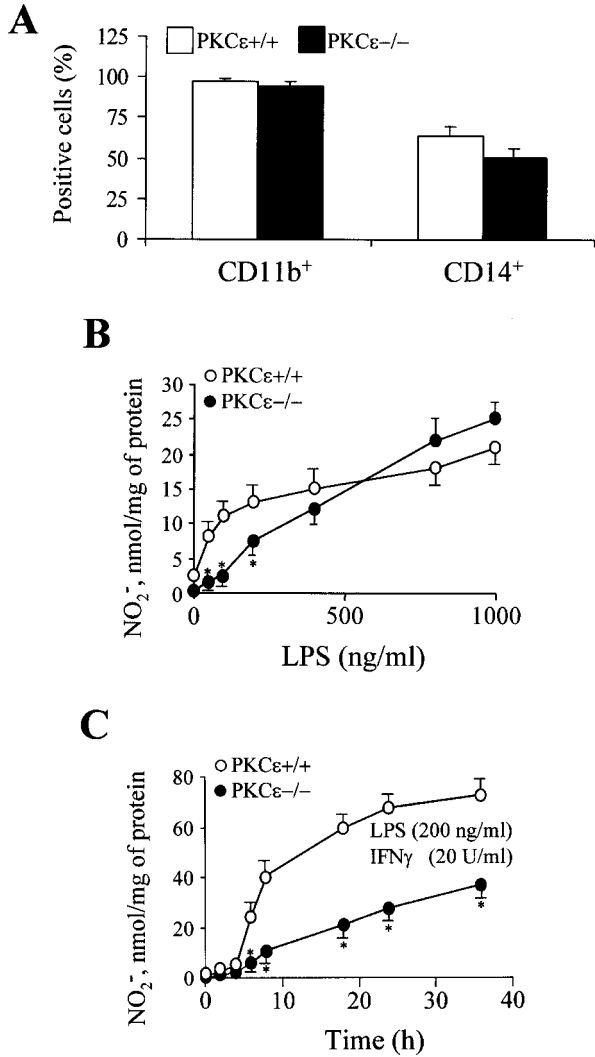 A
PKCε+/+ PKCε−/−
Positive cells (%)
125
100
75
50
25
0
CD11b⁺ CD14⁺
B
PKCε+/+
PKCε−/−
NO₂⁻, nmol/mg of protein
30
25
20
15
10
5
0
* * *
0 500 1000
LPS (ng/ml)
C
PKCε+/+
PKCε−/−
NO₂⁻, nmol/mg of protein
80
60
40
20
0
LPS (200 ng/ml)
IFNγ (20 U/ml)
* * * * *
0 10 20 30 40
Time (h)